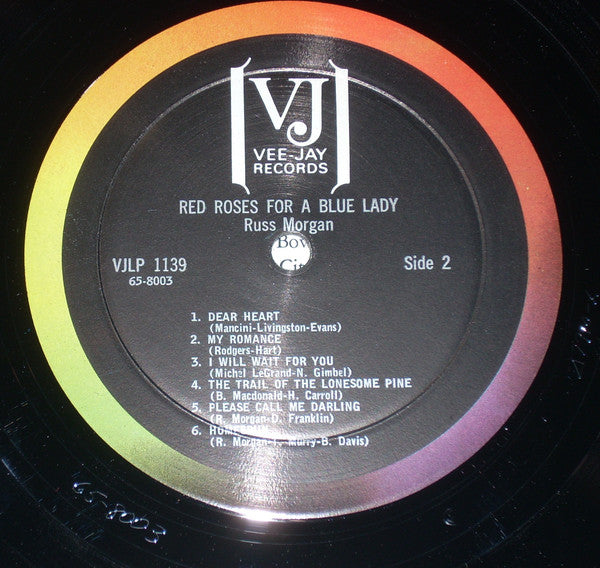 VJ
VEE-JAY
RECORDS
RED ROSES FOR A BLUE LADY
Russ Morgan
VJLP 1139
65-8003
Side 2
1. DEAR HEART
(Mancini-Livingston-Evans)
2. MY ROMANCE
(Rodgers-Hart)
3. I WILL WAIT FOR YOU
(Michel LeGrand-N. Gimbel)
4. THE TRAIL OF THE LONESOME PINE
(B. Macdonald-H. Carroll)
5. PLEASE CALL ME DARLING
(R. Morgan-D. Franklin)
6.
(R. Morgan-T. Murry-B. Davis)
65-8003